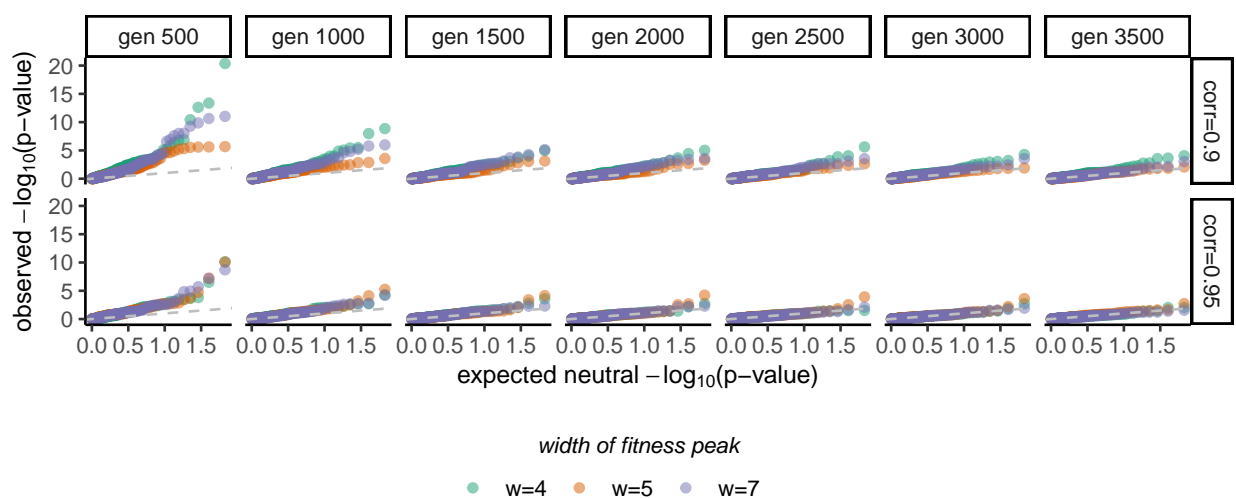 gen 500 gen 1000 gen 1500 gen 2000 gen 2500 gen 3000 gen 3500
20
15
10
5
0
corr=0.9
20
15
10
5
0
corr=0.95
observed −log10(p−value)
0.0 0.5 1.0 1.5 0.0 0.5 1.0 1.5 0.0 0.5 1.0 1.5 0.0 0.5 1.0 1.5 0.0 0.5 1.0 1.5 0.0 0.5 1.0 1.5 0.0 0.5 1.0 1.5
expected neutral −log10(p−value)
width of fitness peak
w=4 w=5 w=7